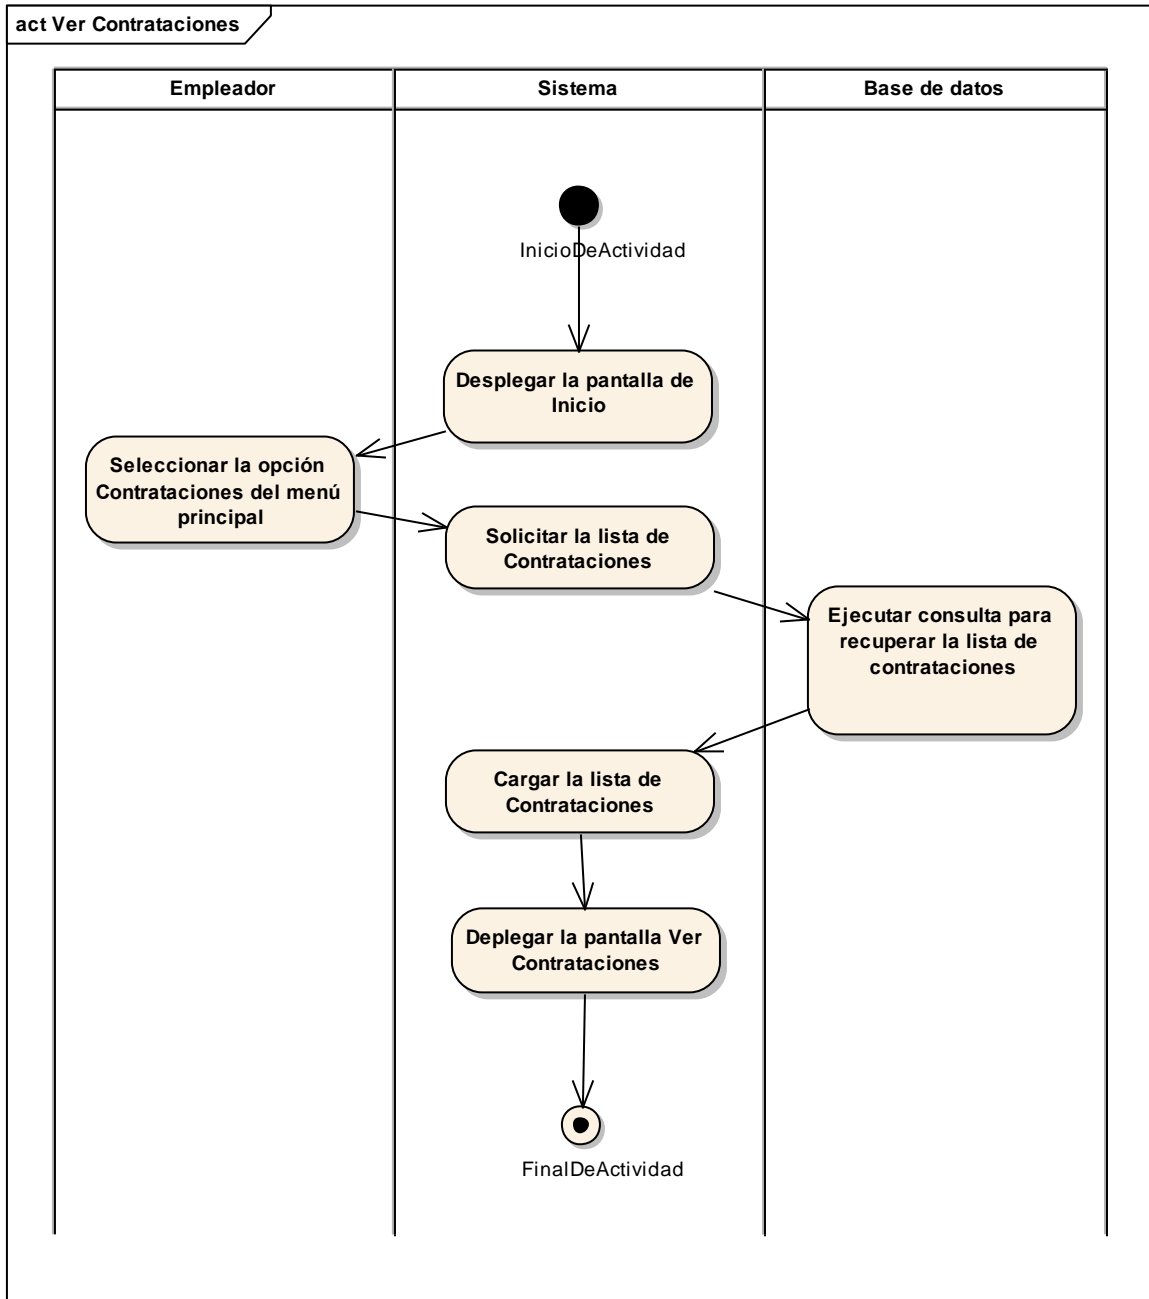 act Ver Contrataciones
Empleador
Sistema
Base de datos
InicioDeActividad
Desplegar la pantalla de
Inicio
Seleccionar la opción
Contrataciones del menú
principal
Solicitar la lista de
Contrataciones
Ejecutar consulta para
recuperar la lista de
contrataciones
Cargar la lista de
Contrataciones
Deplegar la pantalla Ver
Contrataciones
FinalDeActividad